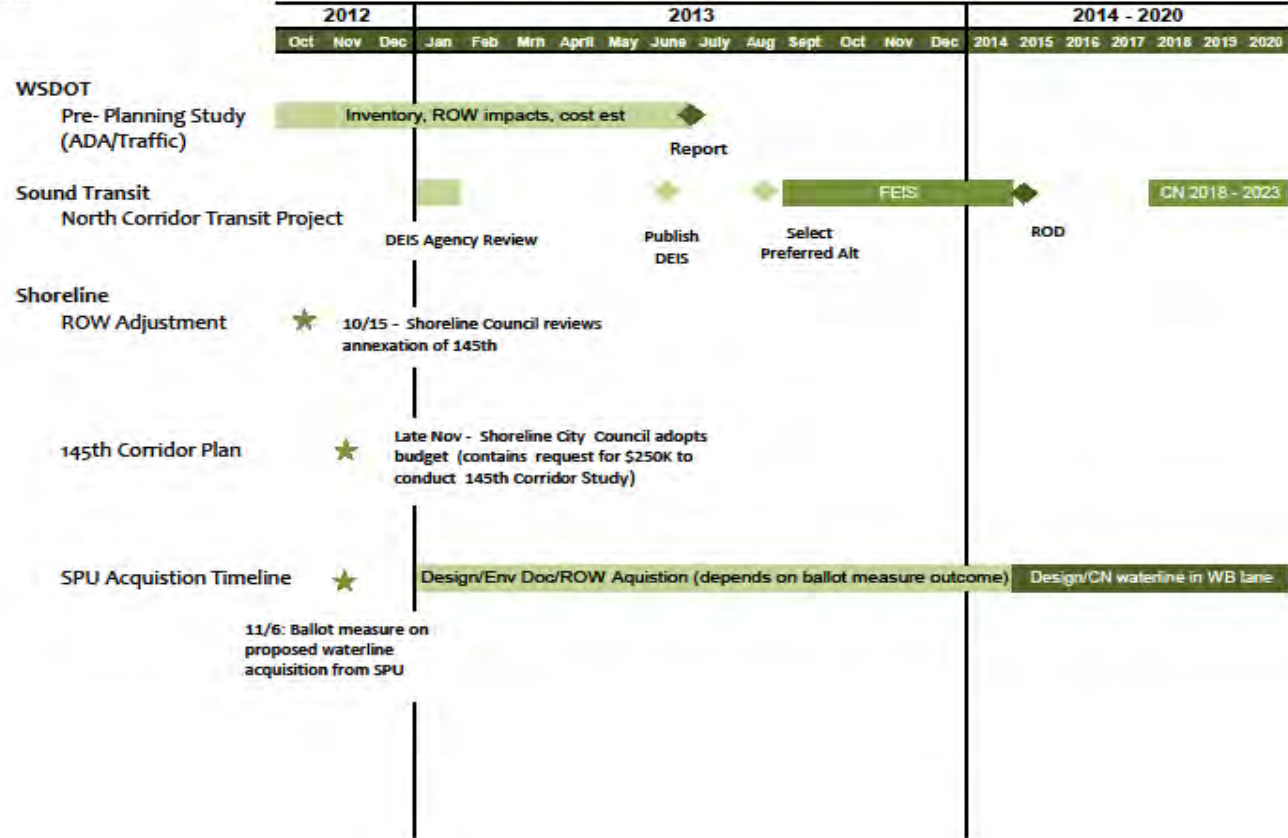 2012 2013 2014 - 2020
Oct Nov Dec Jan Feb Mrh April May June July Aug Sept Oct Nov Dec 2014 2015 2016 2017 2018 2019 2020
WSDOT
Pre- Planning Study
(ADA/Traffic)
Inventory, ROW impacts, cost est
Report
Sound Transit
North Corridor Transit Project
FEIS
CN 2018 - 2023
DEIS Agency Review
Publish
DEIS
Select
Preferred Alt
ROD
Shoreline
ROW Adjustment
10/15 - Shoreline Council reviews
annexation of 145th
145th Corridor Plan
Late Nov - Shoreline City Council adopts
budget (contains request for $250K to
conduct 145th Corridor Study)
SPU Acquistion Timeline
Design/Env Doc/ROW Aquistion (depends on ballot measure outcome)
Design/CN waterline in WB lane
11/6: Ballot measure on
proposed waterline
acquisition from SPU